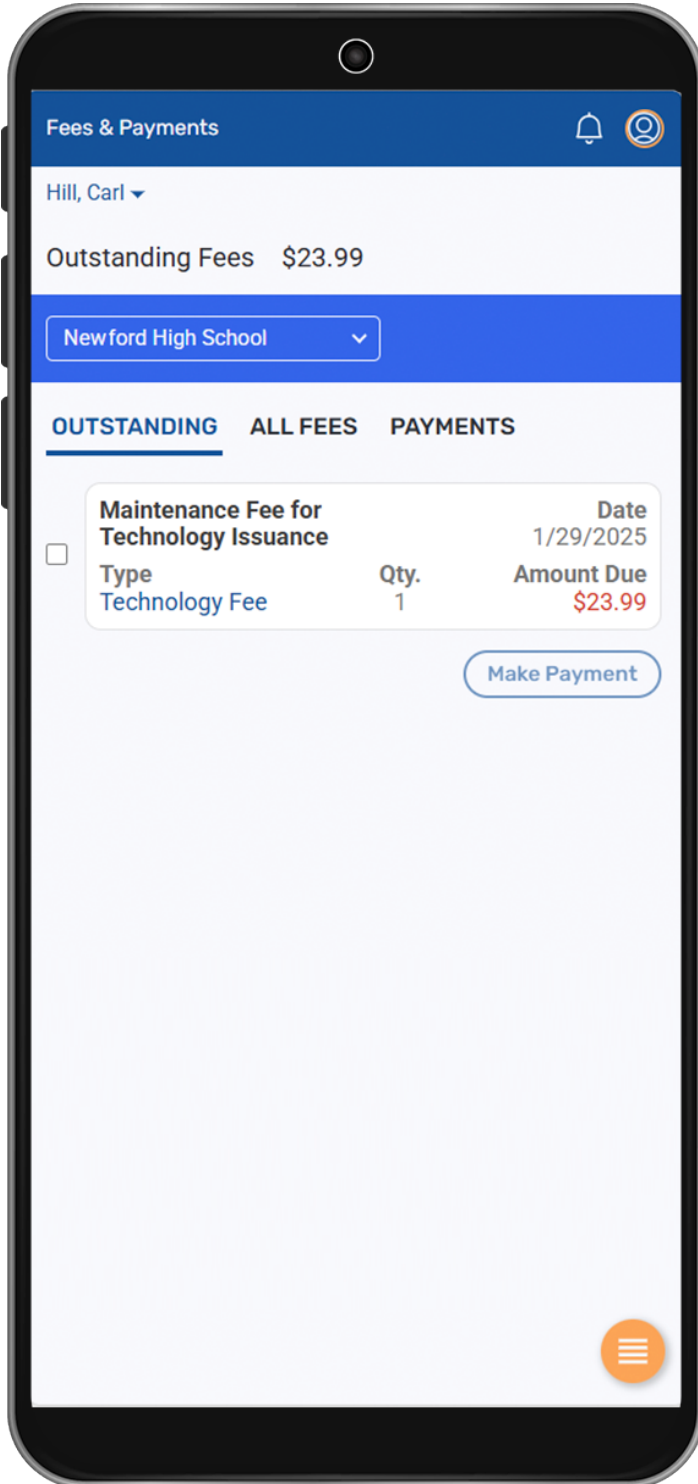 Fees & Payments
Hill, Carl
Outstanding Fees $23.99
Newford High School
OUTSTANDING ALL FEES PAYMENTS
Maintenance Fee for Date
Technology Issuance 1/29/2025
Type Qty. Amount Due
Technology Fee 1 $23.99
Make Payment